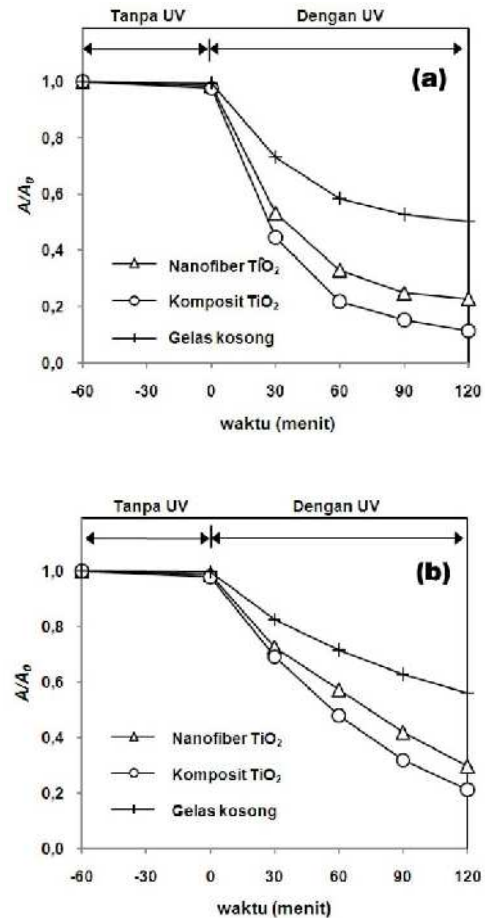 Tanpa UV Dengan UV
(a)
1,0
0,8
0,6
0,4
0,2
0,0
A/A0
Nanofiber TiO2
Komposit TiO2
Gelas kosong
-60 -30 0 30 60 90 120
waktu (menit)
Tanpa UV Dengan UV
(b)
1,0
0,8
0,6
0,4
0,2
0,0
A/A0
Nanofiber TiO2
Komposit TiO2
Gelas kosong
-60 -30 0 30 60 90 120
waktu (menit)